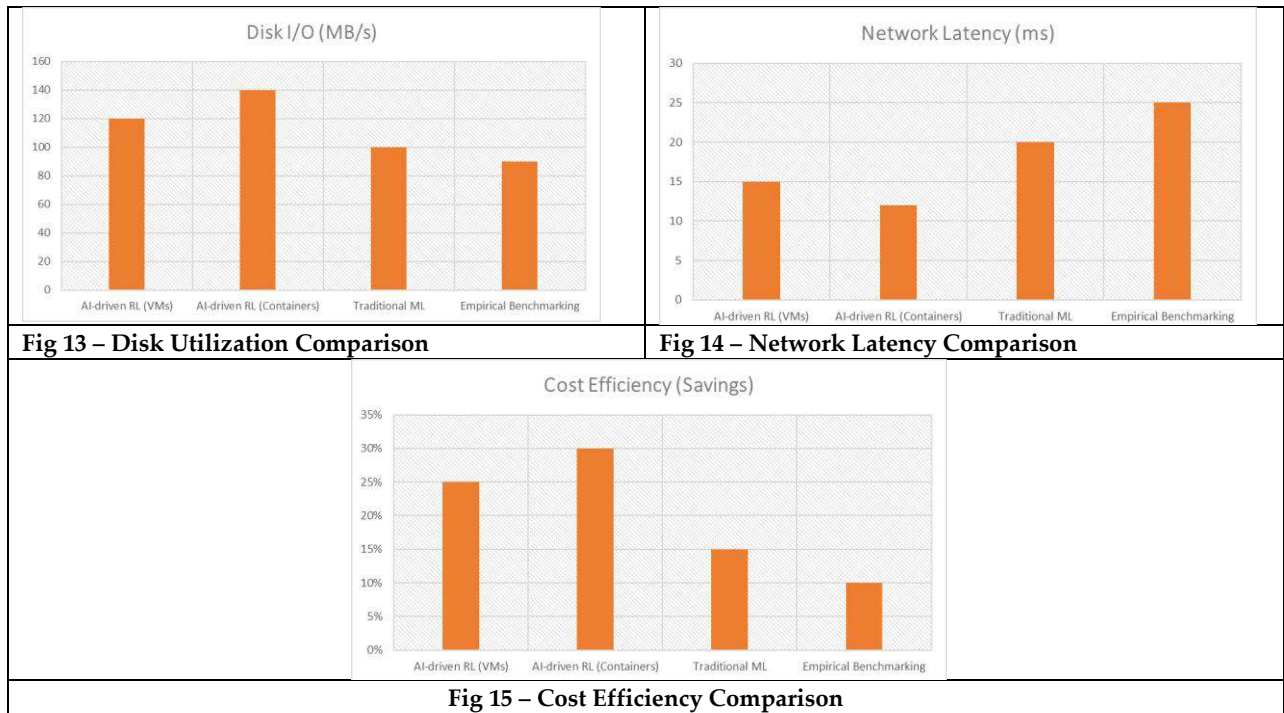 Disk I/O (MB/s)
160
140
120
100
80
60
40
20
0
AI-driven RL (VMs) AI-driven RL (Containers) Traditional ML Empirical Benchmarking
Fig 13 – Disk Utilization Comparison
Network Latency (ms)
30
25
20
15
10
5
0
AI-driven RL (VMs) AI-driven RL (Containers) Traditional ML Empirical Benchmarking
Fig 14 – Network Latency Comparison
Cost Efficiency (Savings)
35%
30%
25%
20%
15%
10%
5%
0%
AI-driven RL (VMs) AI-driven RL (Containers) Traditional ML Empirical Benchmarking
Fig 15 – Cost Efficiency Comparison